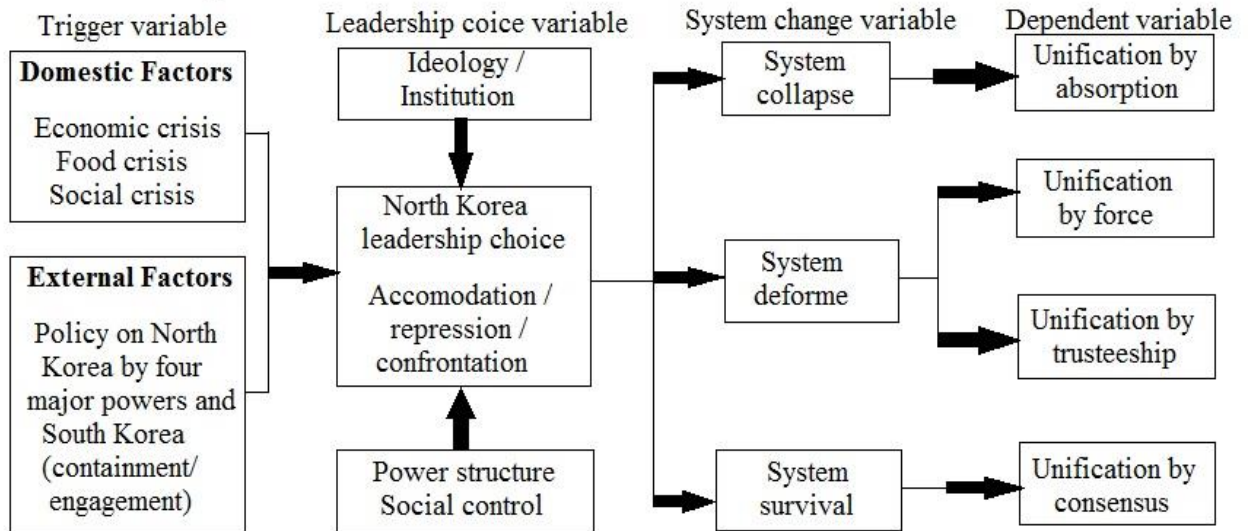 Trigger variable
Domestic Factors
Economic crisis
Food crisis
Social crisis
External Factors
Policy on North
Korea by four
major powers and
South Korea
(containment/
engagement)
Leadership coice variable
Ideology /
Institution
North Korea
leadership choice
Accomodation /
repression /
confrontation
Power structure
Social control
System change variable
System
collapse
System
deforme
System
survival
Dependent variable
Unification by
absorption
Unification
by force
Unification by
trusteeship
Unification by
consensus